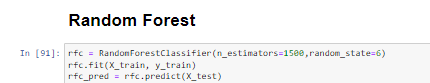 Random Forest
In [91]: rfc = RandomForestClassifier(n_estimators=1500,random_state=6)
rfc.fit(X_train, y_train)
rfc_pred = rfc.predict(X_test)